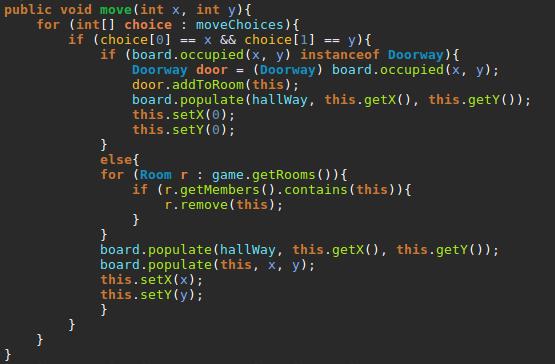 public void move(int x, int y){
    for (int[] choice : moveChoices){
        if (choice[0] == x && choice[1] == y){
            if (board.occupied(x, y) instanceof Doorway){
                Doorway door = (Doorway) board.occupied(x, y);
                door.addToRoom(this);
                board.populate(hallWay, this.getX(), this.getY());
                this.setX(0);
                this.setY(0);
            }
            else{
            for (Room r : game.getRooms()){
                if (r.getMembers().contains(this)){
                    r.remove(this);
                }
            }
            board.populate(hallWay, this.getX(), this.getY());
            board.populate(this, x, y);
            this.setX(x);
            this.setY(y);
            }
        }
    }
}